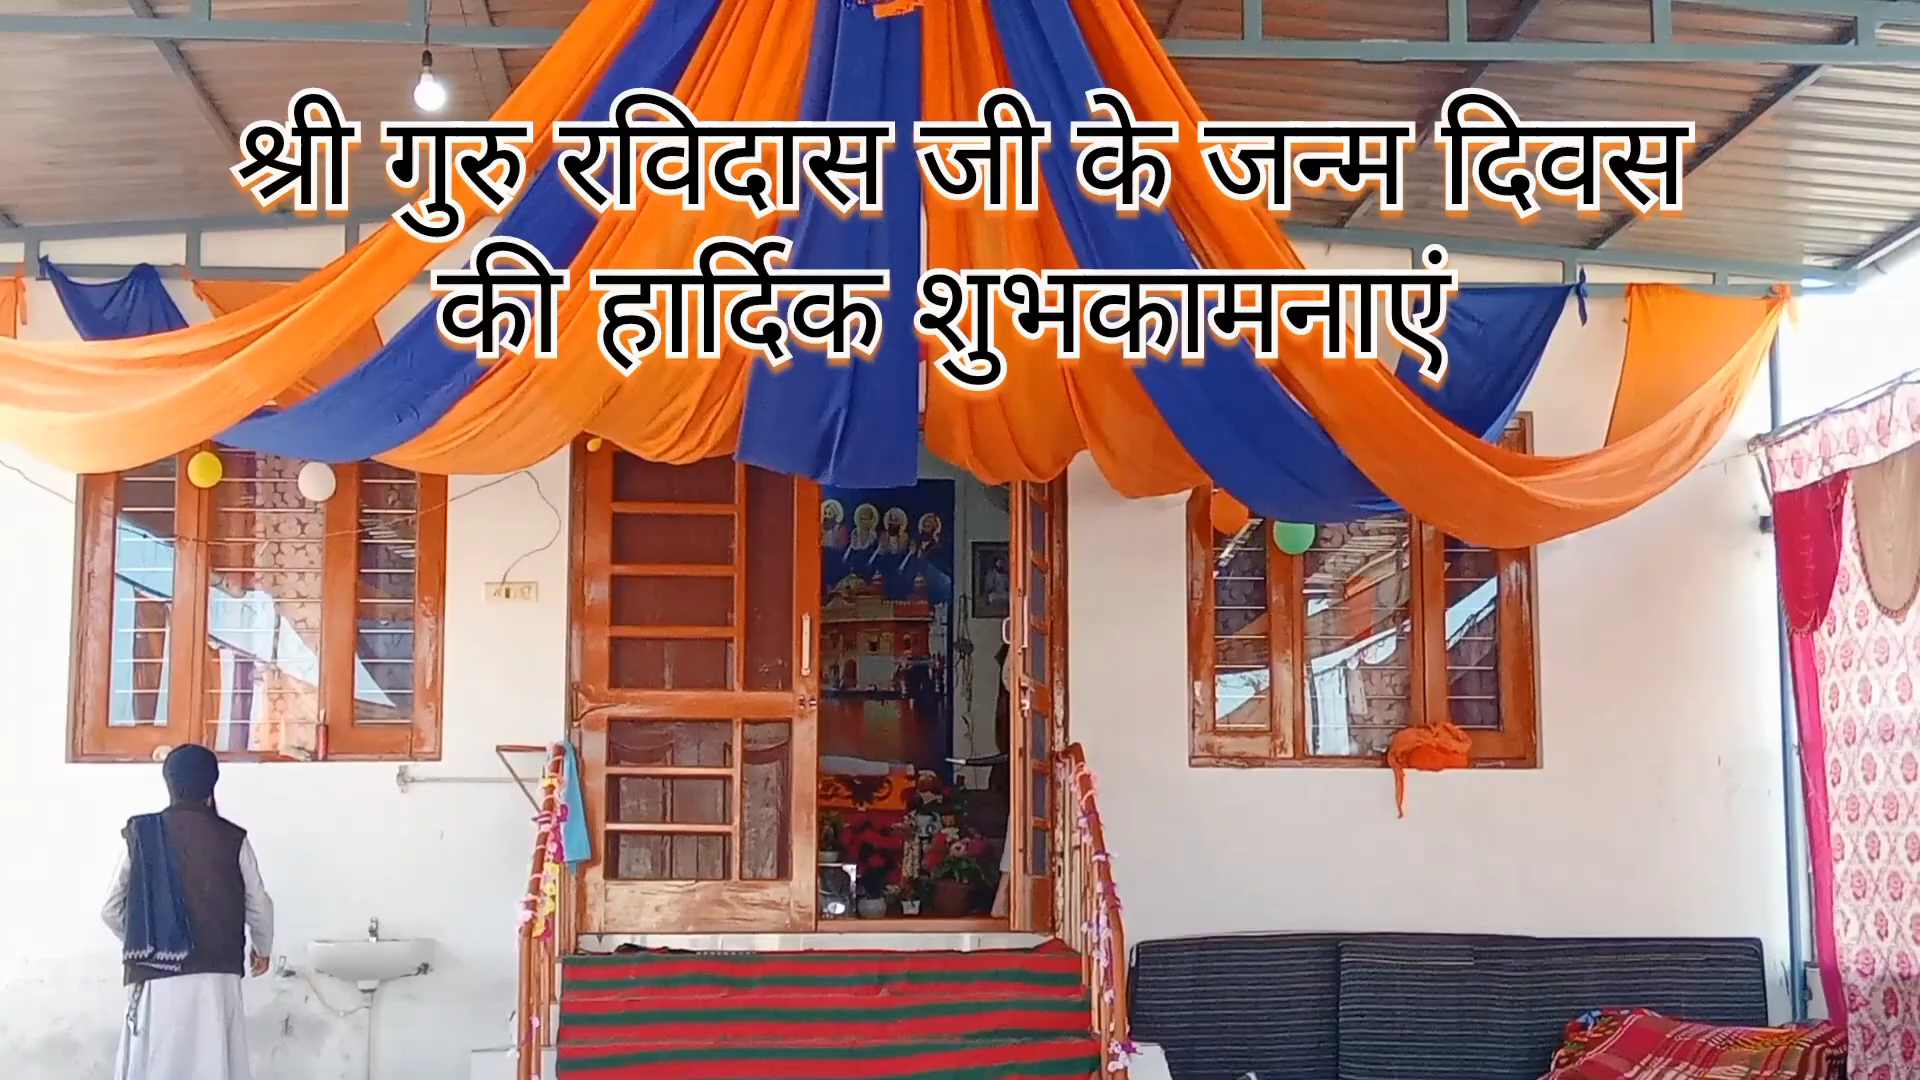 श्री गुरु रविदास जी के जन्म दिवस
की हार्दिक शुभकामनाएं